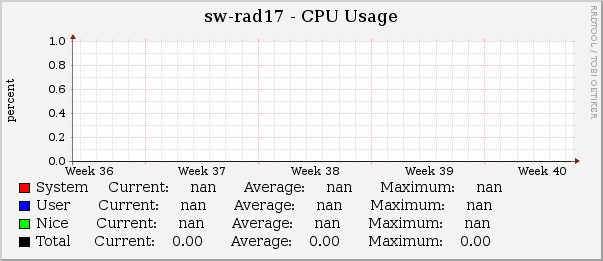 sw-rad17 - CPU Usage
RRDTOOL / TOBI OETIKER
percent
1.0
0.8
0.6
0.4
0.2
0.0
Week 36 Week 37 Week 38 Week 39 Week 40
System Current: nan Average: nan Maximum: nan
User Current: nan Average: nan Maximum: nan
Nice Current: nan Average: nan Maximum: nan
Total Current: 0.00 Average: 0.00 Maximum: 0.00